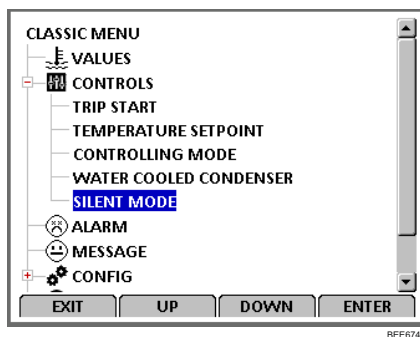 CLASSIC MENU
VALUES
CONTROLS
TRIP START
TEMPERATURE SETPOINT
CONTROLLING MODE
WATER COOLED CONDENSER
SILENT MODE
ALARM
MESSAGE
CONFIG
EXIT UP DOWN ENTER
BEE674